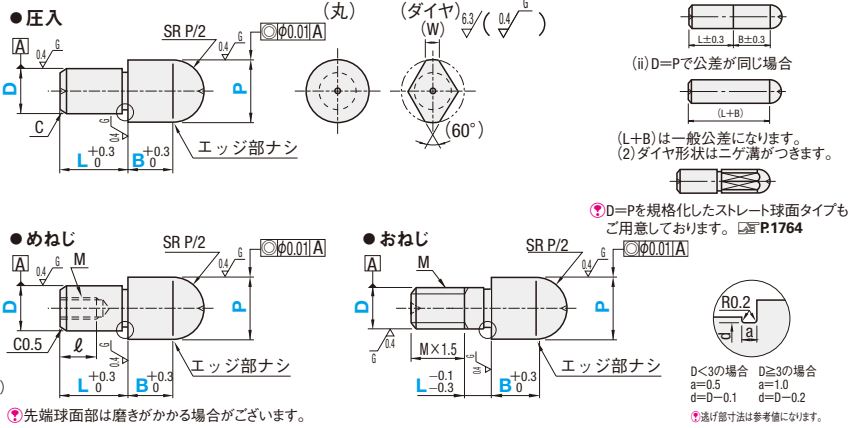 ●圧入
A
0.4 G
D
C
SR P/2
0.4 G
◎ φ0.01 A
P
0.4 G
エッジ部ナシ
L +0.3 0
B +0.3 0
(丸)
(ダイヤ)
(W)
6.3 ( 0.4 G )
(60°)
L±0.3
B±0.3
(ii)D=Pで公差が同じ場合
(L+B)
(L+B)は一般公差になります。
(2)ダイヤ形状はニゲ溝がつきます。
D=Pを規格化したストレート球面タイプも
ご用意しております。 P.1764
●めねじ
A
0.4 G
M
D
C0.5
ℓ
SR P/2
0.4 G
◎ φ0.01 A
P
0.4 G
エッジ部ナシ
L +0.3 0
B +0.3 0
)
先端球面部は磨きがかかる場合がございます。
●おねじ
A
M
D
G 0.4
M×1.5
SR P/2
0.4 G
◎ φ0.01 A
P
0.4 G
エッジ部ナシ
L -0.1 -0.3
B +0.3 0
R0.2
d
a
D<3の場合 D≧3の場合
a=0.5 a=1.0
d=D−0.1 d=D−0.2
逃げ部寸法は参考値になります。